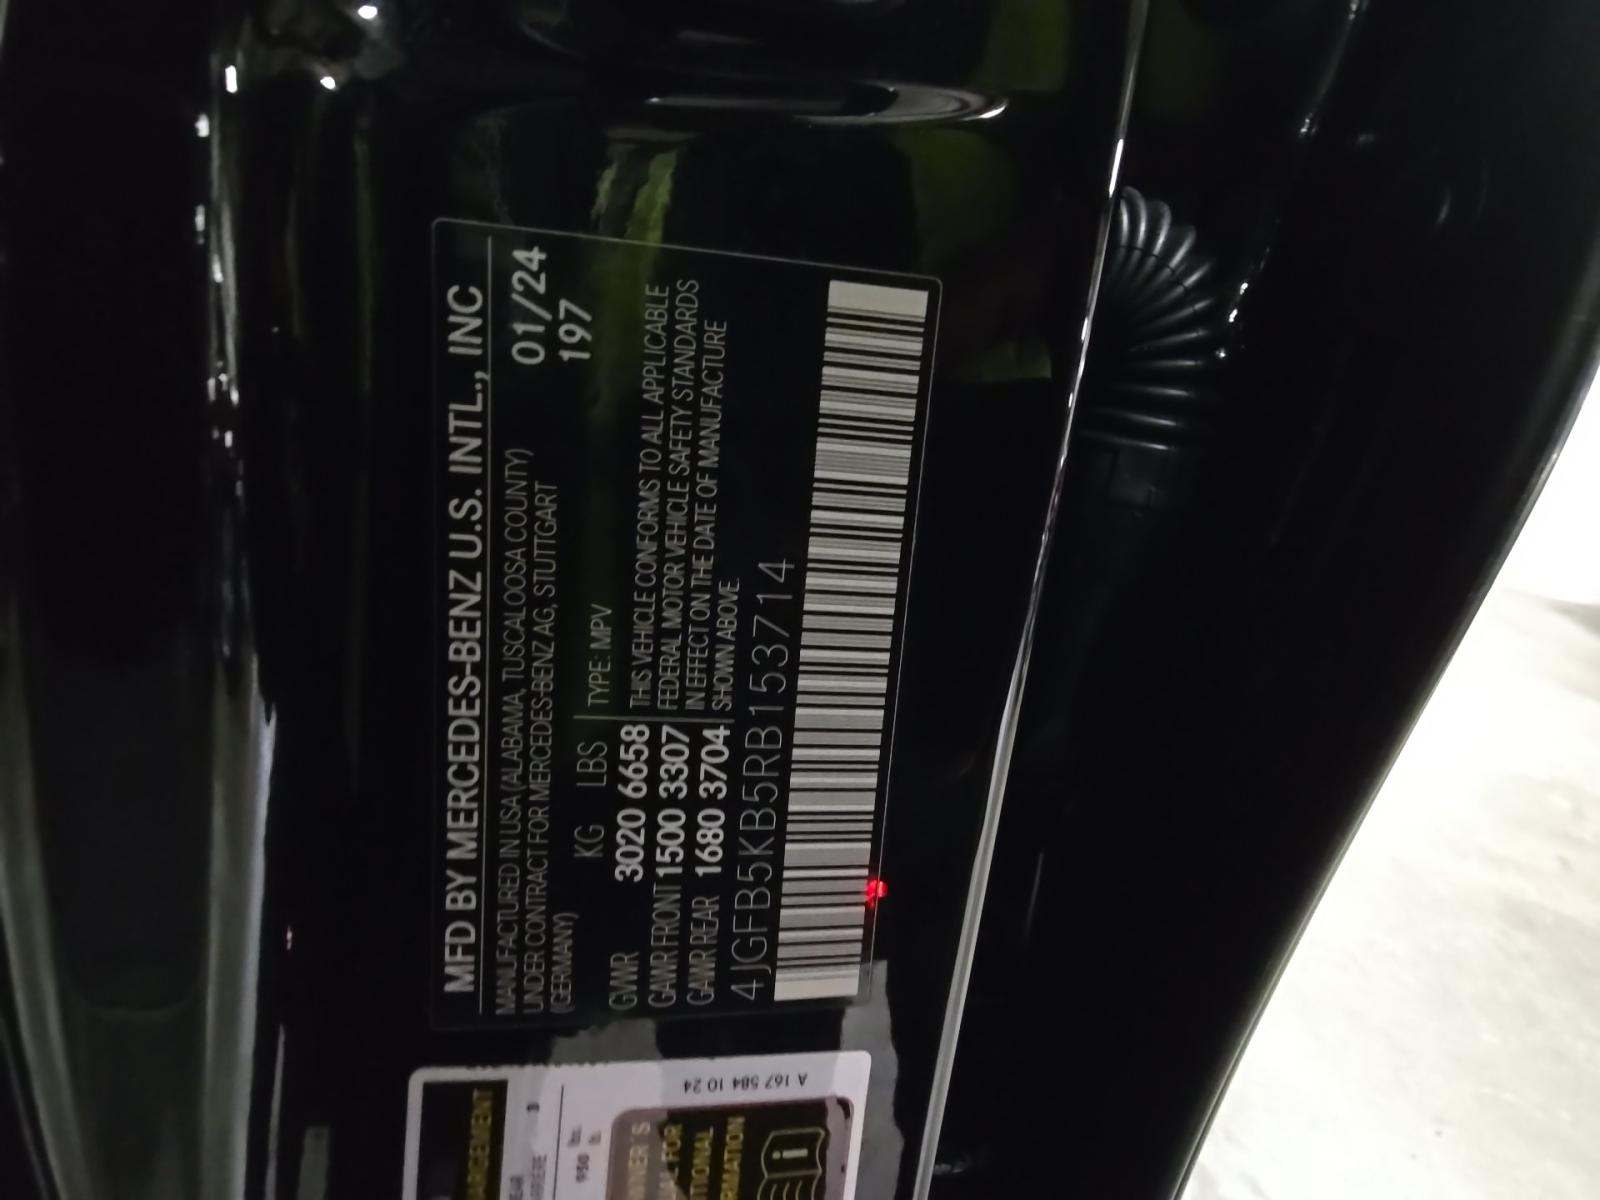 MFD BY MERCEDES-BENZ U.S. INTL., INC
MANUFACTURED IN USA (ALABAMA, TUSCALOOSA COUNTY)
UNDER CONTRACT FOR MERCEDES-BENZ AG, STUTTGART
(GERMANY)
01/24
197
KG LBS TYPE: MPV
GVWR 3020 6658
GAWR FRONT 1500 3307
GAWR REAR 1680 3704
THIS VEHICLE CONFORMS TO ALL APPLICABLE
FEDERAL MOTOR VEHICLE SAFETY STANDARDS
IN EFFECT ON THE DATE OF MANUFACTURE
SHOWN ABOVE.
4JGFB5KB5RB153714
A 167 584 10 24